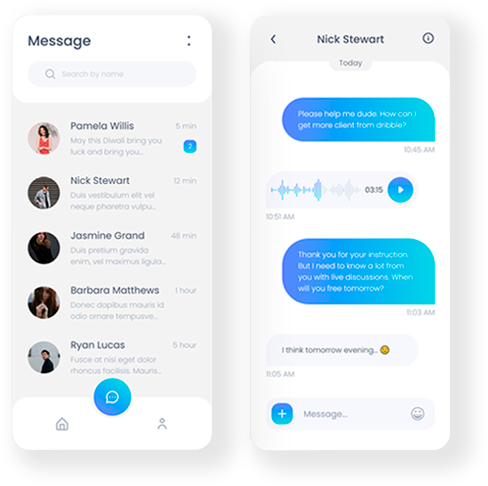 Message
Search by name
Pamela Willis
5 min
May this Diwali bring you
luck and bring you...
2
Nick Stewart
12 min
Duis vestibulum elit vel
neque pharetra vulpu...
Jasmine Grand
48 min
Duis pretium gravida
enim, vel maximus ligula...
Barbara Matthews
1 hour
Donec dapibus mauris id
odio ornare tempusve...
Ryan Lucas
5 hour
Fusce at nisi eget dolor
rhoncus facilisis. Mauris...
Nick Stewart
Today
Please help me dude. How can I
get more client from dribble?
10:45 AM
03:15
10:51 AM
Thank you for your instruction.
But I need to know a lot from
you with live discussions. When
will you free tomorrow?
11:03 AM
I think tomorrow evening...
11:05 AM
Message...